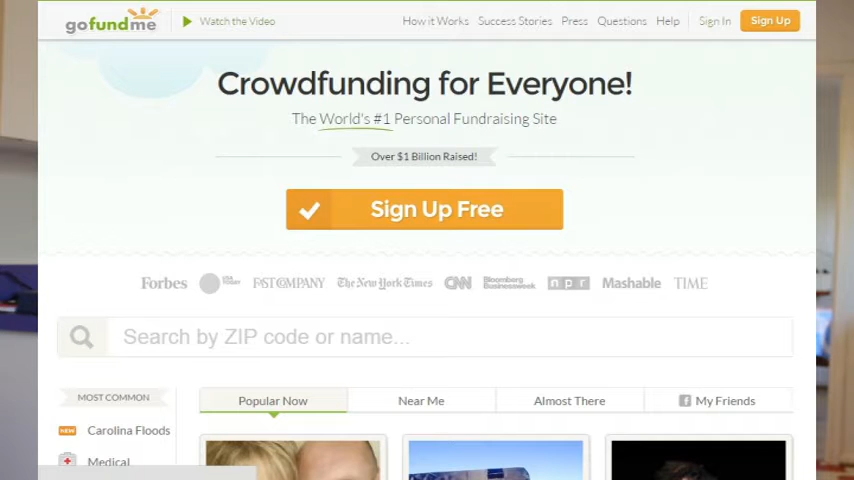 gofundme
Watch the Video
How it Works Success Stories Press Questions Help Sign In Sign Up
Crowdfunding for Everyone!
The World's #1 Personal Fundraising Site
Over $1 Billion Raised!
Sign Up Free
Forbes USA TODAY FAST COMPANY The New York Times CNN Bloomberg Businessweek npr Mashable TIME
Search by ZIP code or name...
MOST COMMON
Popular Now Near Me Almost There My Friends
NEW Carolina Floods
Medical